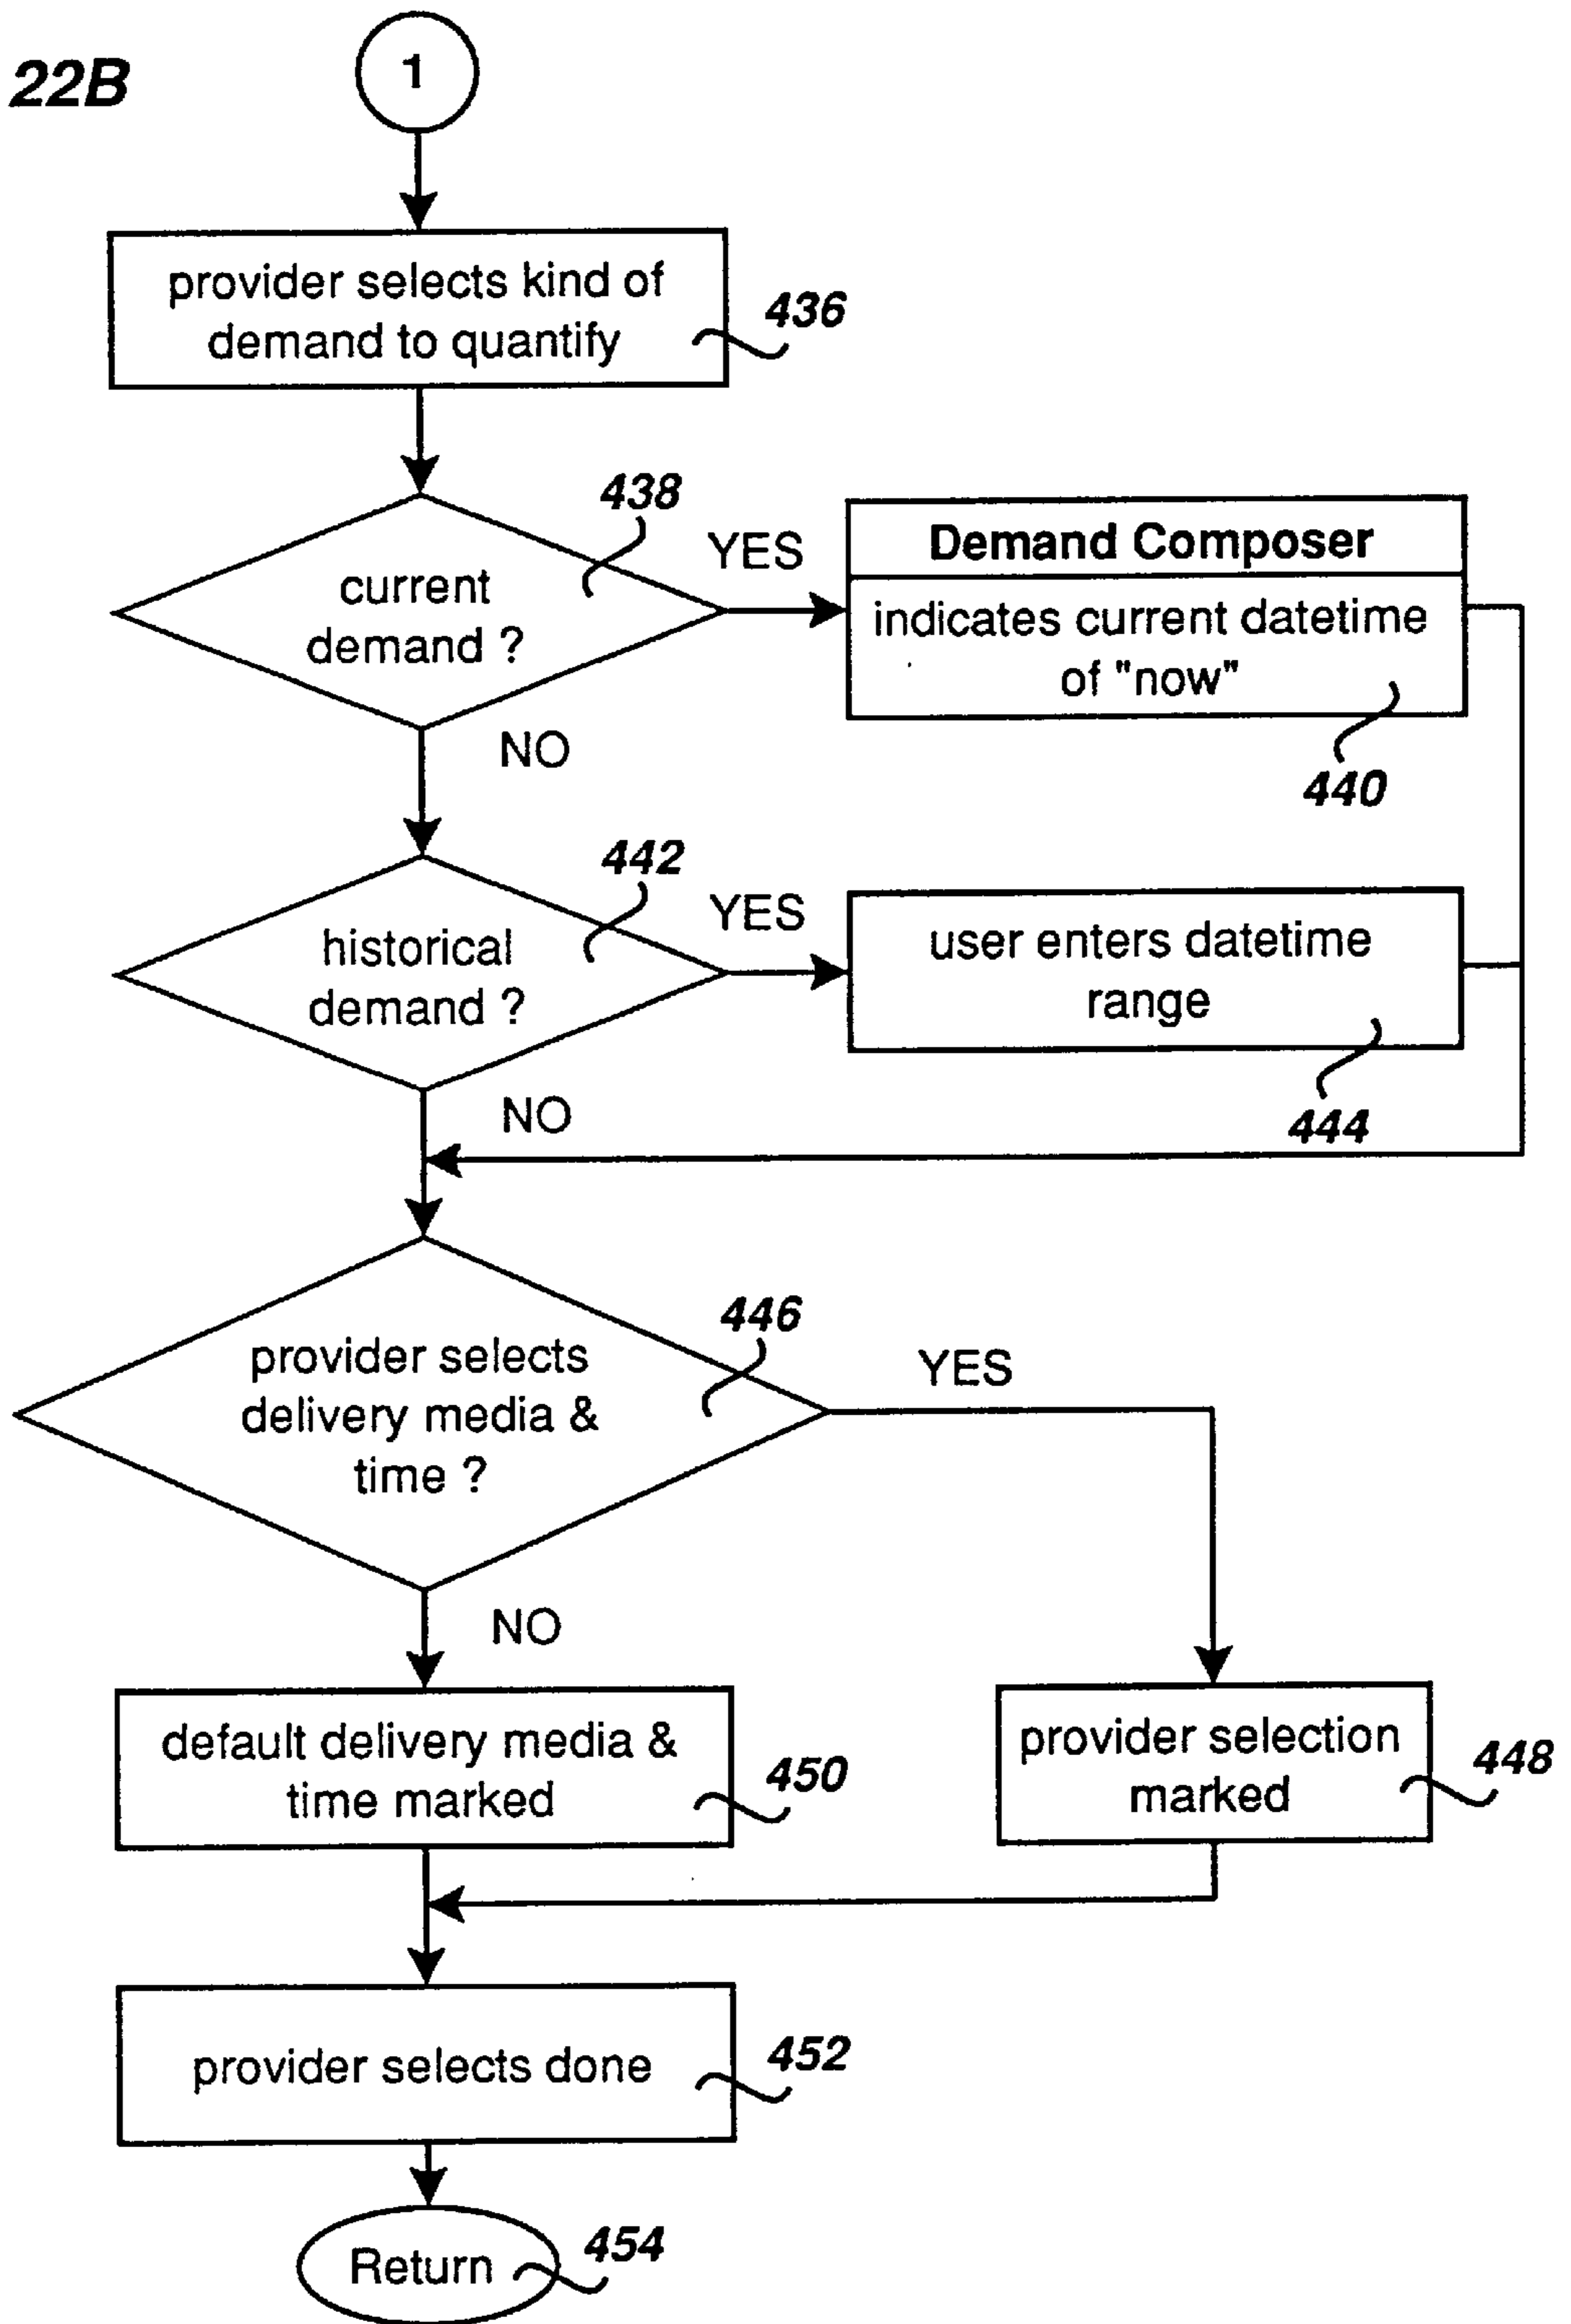 22B
1
provider selects kind of
demand to quantify
436
438
current
demand ?
YES
Demand Composer
indicates current datetime
of "now"
440
NO
442
historical
demand ?
YES
user enters datetime
range
444
NO
446
provider selects
delivery media &
time ?
YES
NO
default delivery media &
time marked
450
provider selection
marked
448
provider selects done
452
Return
454